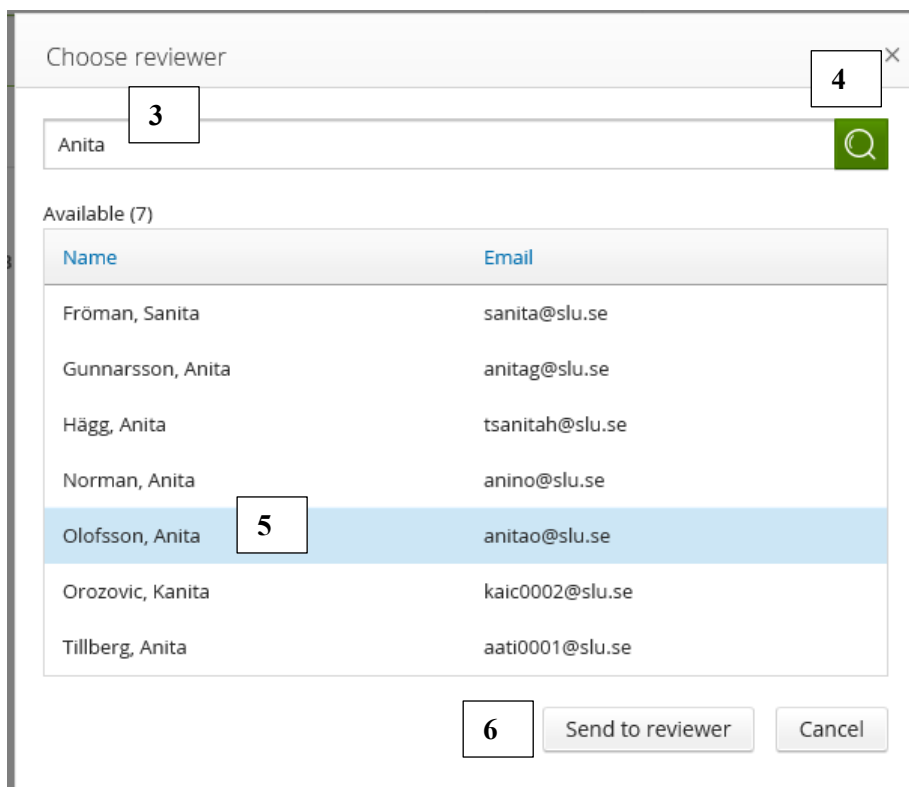 Choose reviewer
×
4
3
Anita
Available (7)
Name Email
Fröman, Sanita sanita@slu.se
Gunnarsson, Anita anitag@slu.se
Hägg, Anita tsanitah@slu.se
Norman, Anita anino@slu.se
Olofsson, Anita 5 anitao@slu.se
Orozovic, Kanita kaic0002@slu.se
Tillberg, Anita aati0001@slu.se
6 Send to reviewer Cancel